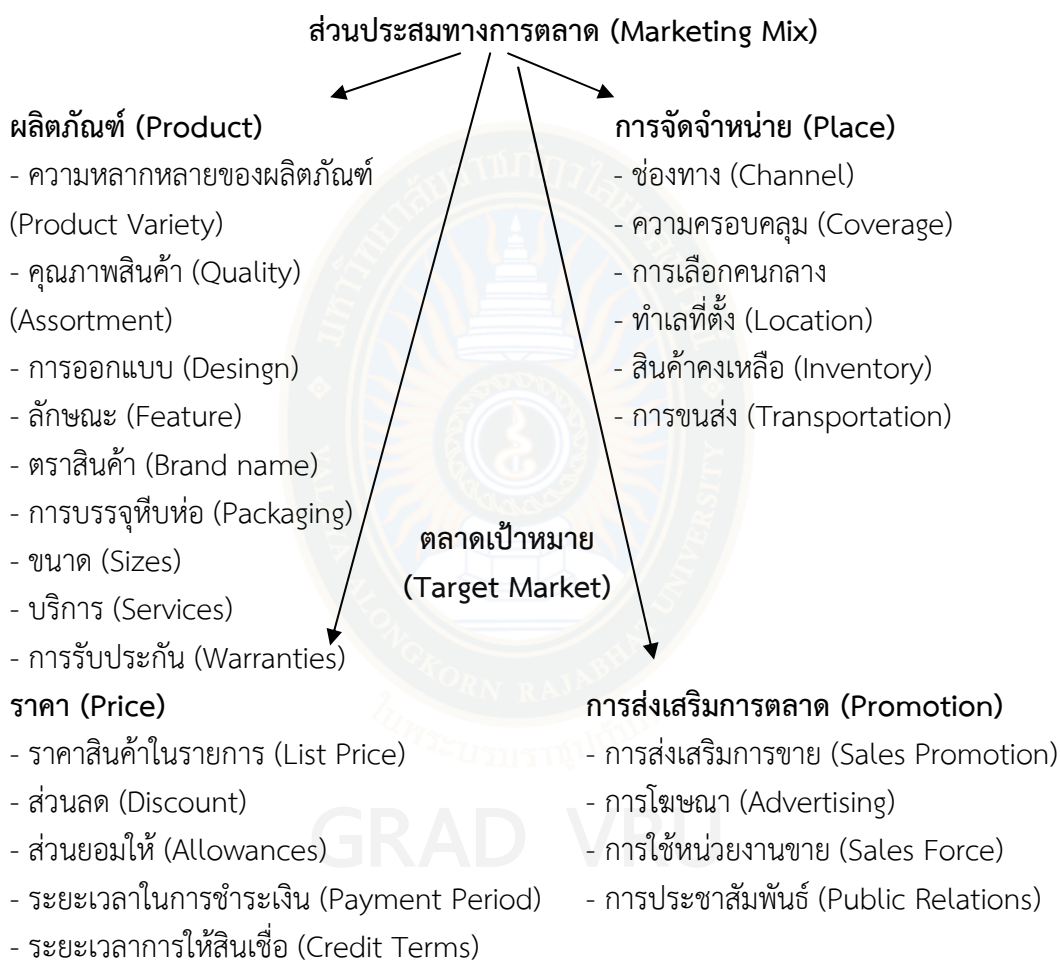 ส่วนประสมทางการตลาด (Marketing Mix)
ผลิตภัณฑ์ (Product)
- ความหลากหลายของผลิตภัณฑ์
(Product Variety)
- คุณภาพสินค้า (Quality)
(Assortment)
- การออกแบบ (Desingn)
- ลักษณะ (Feature)
- ตราสินค้า (Brand name)
- การบรรจุหีบห่อ (Packaging)
- ขนาด (Sizes)
- บริการ (Services)
- การรับประกัน (Warranties)
การจัดจำหน่าย (Place)
- ช่องทาง (Channel)
- ความครอบคลุม (Coverage)
- การเลือกคนกลาง
- ทำเลที่ตั้ง (Location)
- สินค้าคงเหลือ (Inventory)
- การขนส่ง (Transportation)
ตลาดเป้าหมาย
(Target Market)
ราคา (Price)
- ราคาสินค้าในรายการ (List Price)
- ส่วนลด (Discount)
- ส่วนยอมให้ (Allowances)
- ระยะเวลาในการชำระเงิน (Payment Period)
- ระยะเวลาการให้สินเชื่อ (Credit Terms)
การส่งเสริมการตลาด (Promotion)
- การส่งเสริมการขาย (Sales Promotion)
- การโฆษณา (Advertising)
- การใช้หน่วยงานขาย (Sales Force)
- การประชาสัมพันธ์ (Public Relations)
GRAD VRU